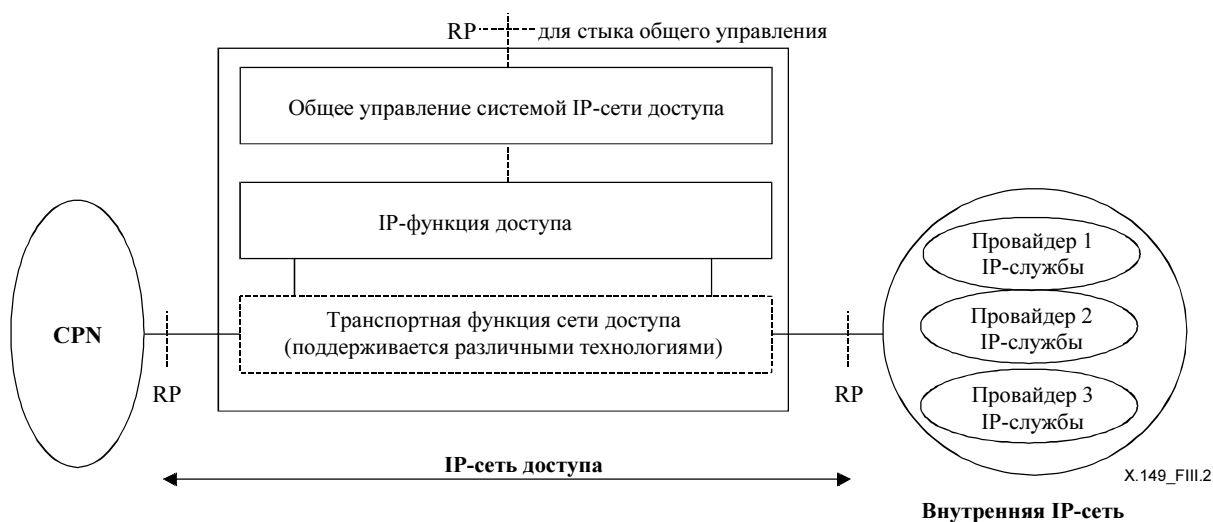 RP для стыка общего управления
Общее управление системой IP-сети доступа
IP-функция доступа
Транспортная функция сети доступа
(поддерживается различными технологиями)
CPN
RP
RP
Провайдер 1
IP-службы
Провайдер 2
IP-службы
Провайдер 3
IP-службы
IP-сеть доступа
X.149_FIII.2
Внутренняя IP-сеть